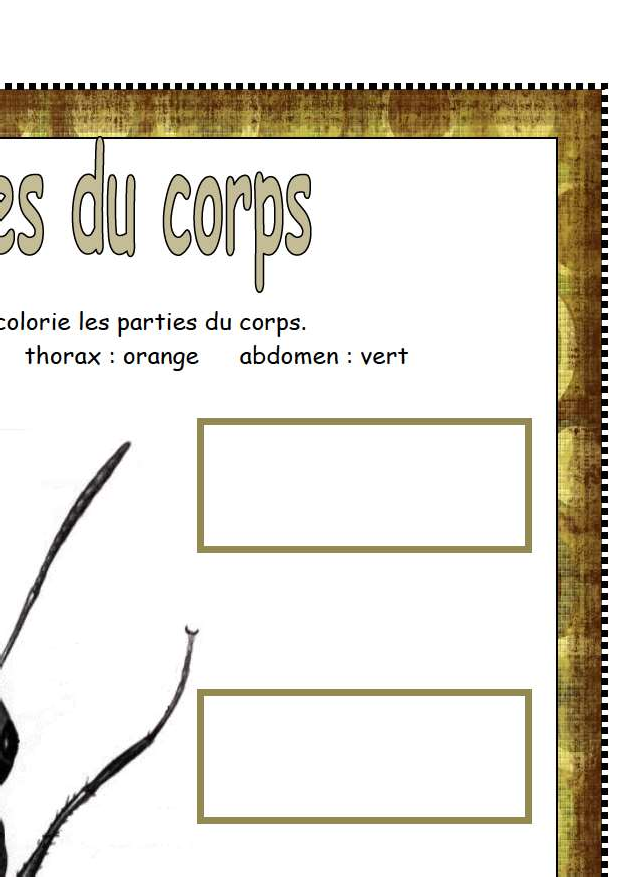 es du corps
colorie les parties du corps.
thorax : orange abdomen : vert